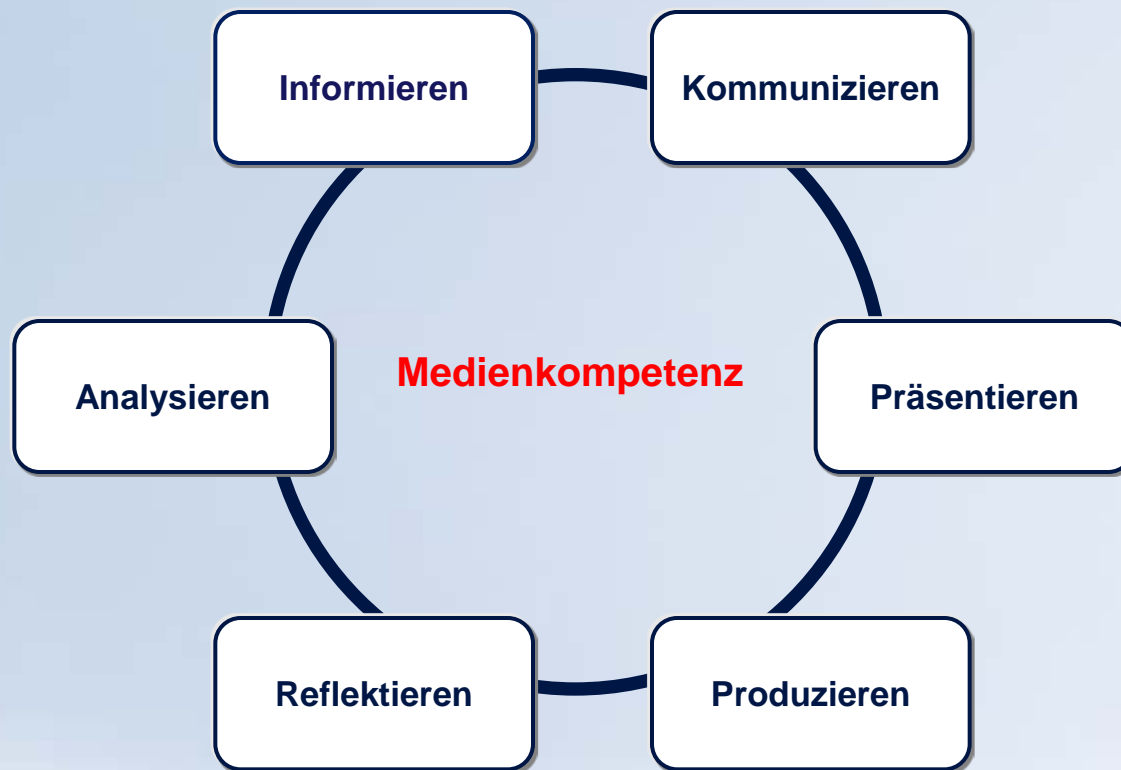 Informieren
Kommunizieren
Medienkompetenz
Analysieren
Präsentieren
Reflektieren
Produzieren